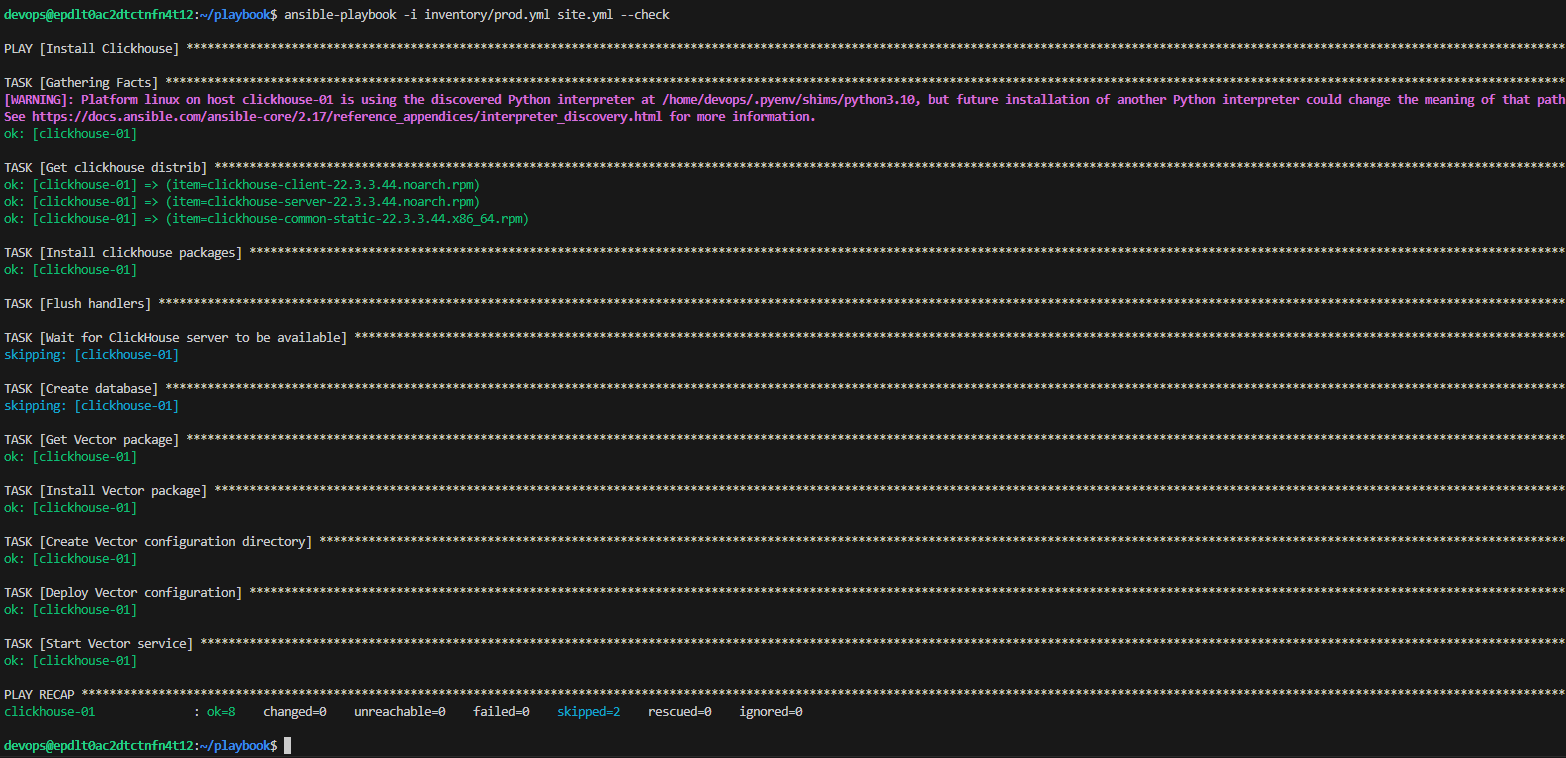 devops@epdlt0ac2dtctnfn4t12:~/playbook$ ansible-playbook -i inventory/prod.yml site.yml --check
PLAY [Install Clickhouse] ****************************************************************************************************************************************************************************************************
TASK [Gathering Facts] *******************************************************************************************************************************************************************************************************
[WARNING]: Platform linux on host clickhouse-01 is using the discovered Python interpreter at /home/devops/.pyenv/shims/python3.10, but future installation of another Python interpreter could change the meaning of that path
See https://docs.ansible.com/ansible-core/2.17/reference_appendices/interpreter_discovery.html for more information.
ok: [clickhouse-01]
TASK [Get clickhouse distrib] ************************************************************************************************************************************************************************************************
ok: [clickhouse-01] => (item=clickhouse-client-22.3.3.44.noarch.rpm)
ok: [clickhouse-01] => (item=clickhouse-server-22.3.3.44.noarch.rpm)
ok: [clickhouse-01] => (item=clickhouse-common-static-22.3.3.44.x86_64.rpm)
TASK [Install clickhouse packages] *******************************************************************************************************************************************************************************************
ok: [clickhouse-01]
TASK [Flush handlers] ********************************************************************************************************************************************************************************************************
TASK [Wait for ClickHouse server to be available] ****************************************************************************************************************************************************************************
skipping: [clickhouse-01]
TASK [Create database] *******************************************************************************************************************************************************************************************************
skipping: [clickhouse-01]
TASK [Get Vector package] ****************************************************************************************************************************************************************************************************
ok: [clickhouse-01]
TASK [Install Vector package] ************************************************************************************************************************************************************************************************
ok: [clickhouse-01]
TASK [Create Vector configuration directory] *********************************************************************************************************************************************************************************
ok: [clickhouse-01]
TASK [Deploy Vector configuration] *******************************************************************************************************************************************************************************************
ok: [clickhouse-01]
TASK [Start Vector service] **************************************************************************************************************************************************************************************************
ok: [clickhouse-01]
PLAY RECAP *******************************************************************************************************************************************************************************************************************
clickhouse-01 : ok=8 changed=0 unreachable=0 failed=0 skipped=2 rescued=0 ignored=0
devops@epdlt0ac2dtctnfn4t12:~/playbook$